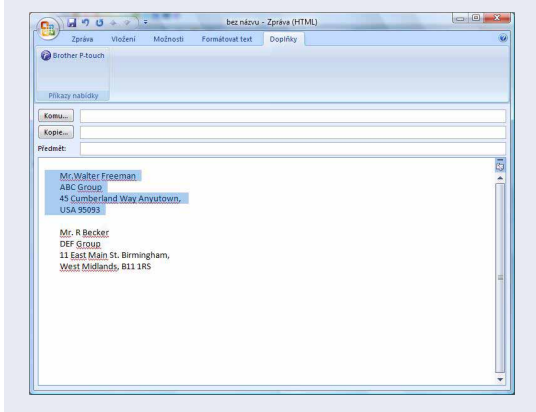 bez názvu - Zpráva (HTML)
Zpráva Vložení Možnosti Formátovat text Doplňky
Brother P-touch
Příkazy nabídky
Komu...
Kopie...
Předmět:
Mr.Walter Freeman
ABC Group
45 Cumberland Way Anyutown,
USA 95093
Mr. R Becker
DEF Group
11 East Main St. Birmingham,
West Midlands, B11 1RS